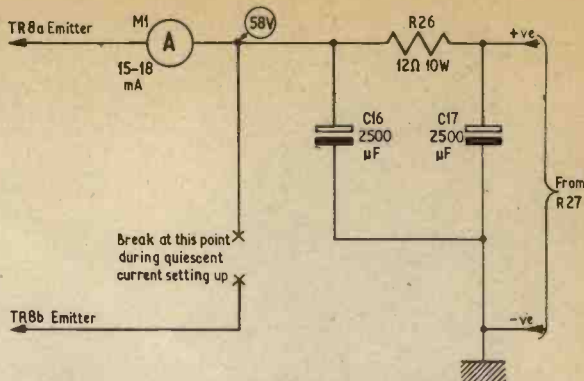 TR8a Emitter
M1
A
15-18
mA
58V
R26
12Ω 10W
+ve
C16
2500
µF
C17
2500
µF
From
R27
Break at this point
during quiescent
current setting up
TR8b Emitter
-ve